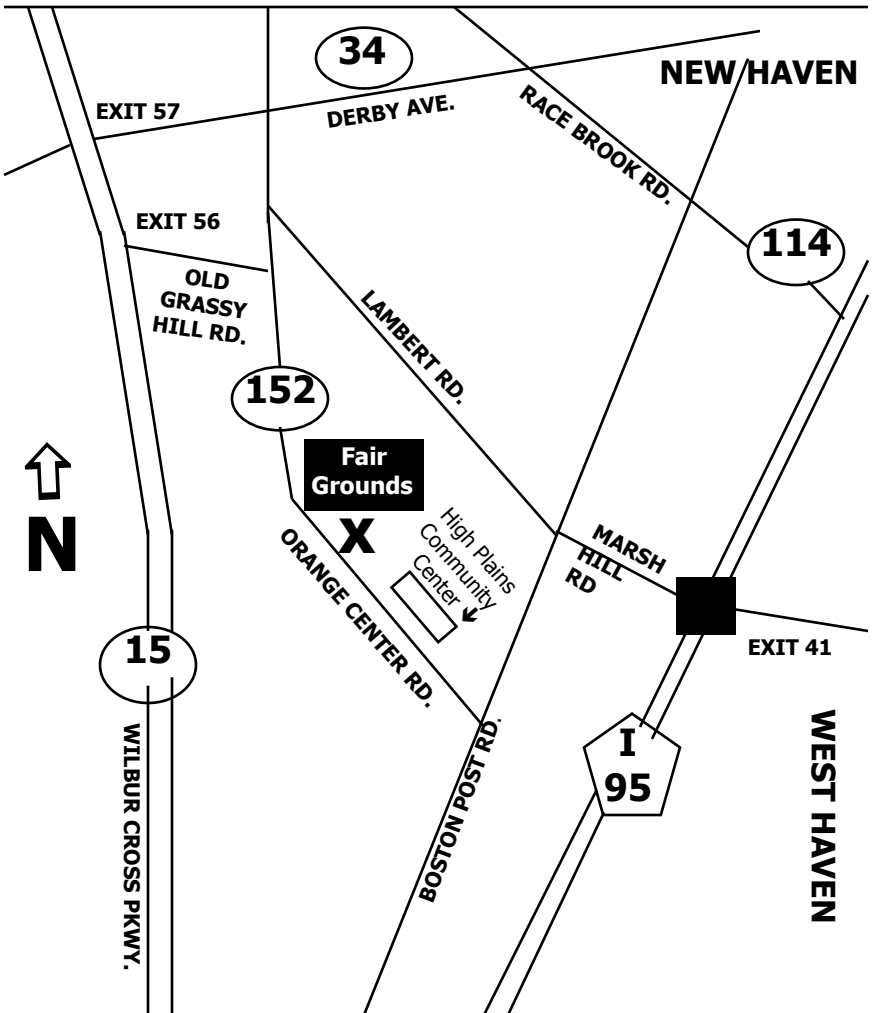 34
NEW HAVEN
EXIT 57
DERBY AVE.
RACE BROOK RD.
EXIT 56
114
OLD
GRASSY
HILL RD.
LAMBERT RD.
152
Fair
Grounds
X
N
High Plains
Community
Center
MARSH
HILL
RD
ORANGE CENTER RD.
15
EXIT 41
I
95
WEST HAVEN
WILBUR CROSS PKWY.
BOSTON POST RD.